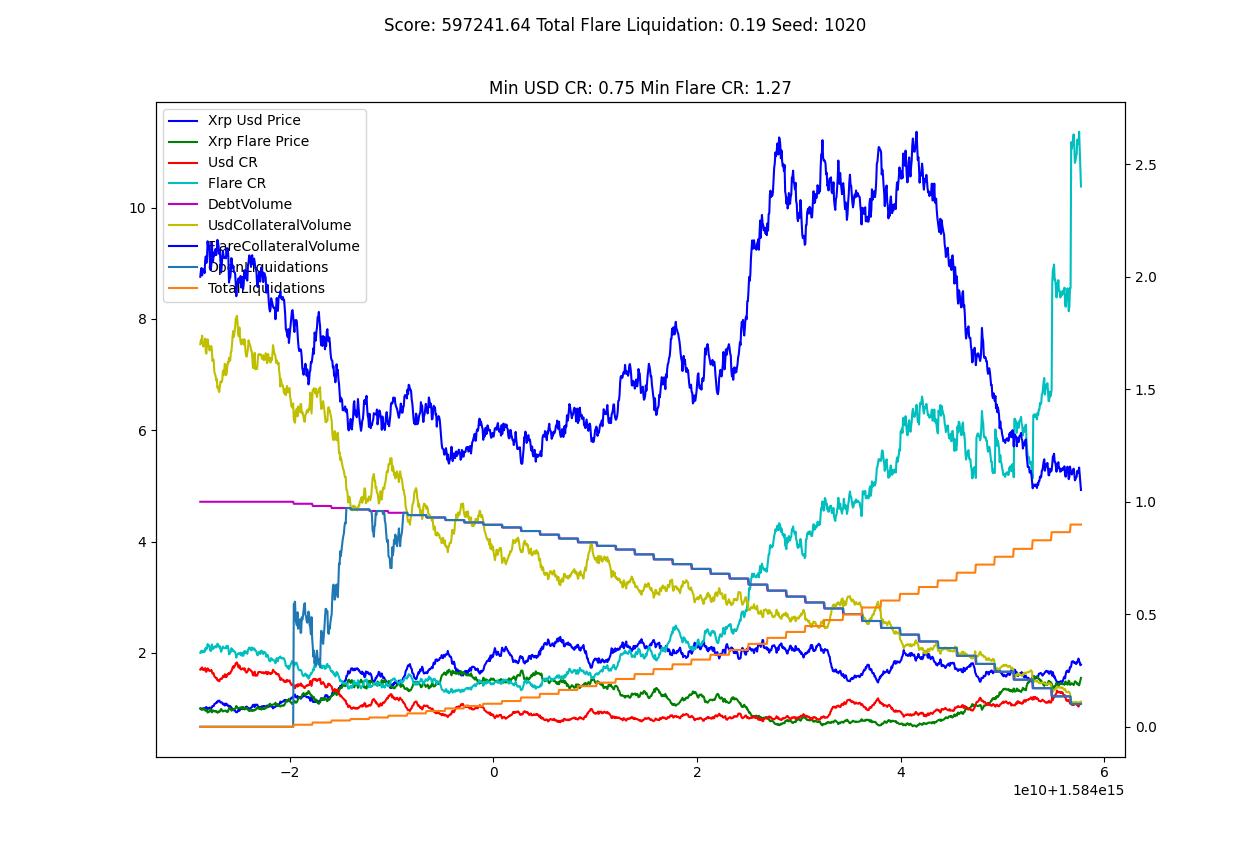 Score: 597241.64 Total Flare Liquidation: 0.19 Seed: 1020
Min USD CR: 0.75 Min Flare CR: 1.27
Xrp Usd Price
Xrp Flare Price
Usd CR
Flare CR
DebtVolume
UsdCollateralVolume
FlareCollateralVolume
OpenLiquidations
TotalLiquidations
10
8
6
4
2
2.5
2.0
1.5
1.0
0.5
0.0
−2
0
2
4
6
1e10+1.584e15